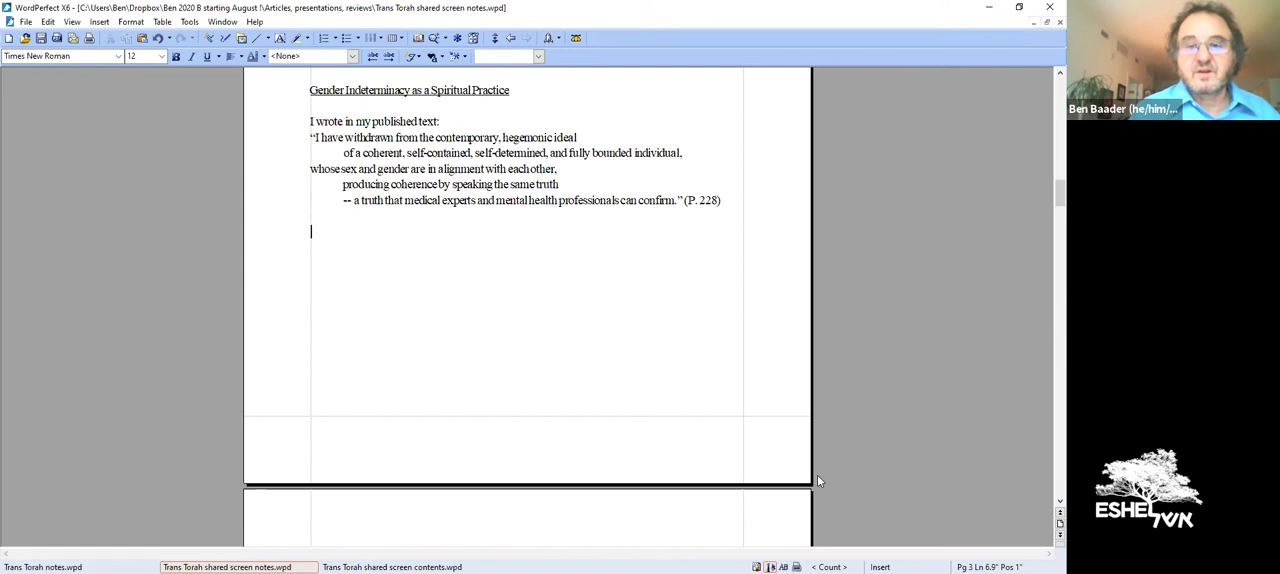 WordPerfect X6 - [C:\Users\Ben\Dropbox\Ben 2020 B starting August !\Articles, presentations, reviews\Trans Torah shared screen notes.wpd]
File Edit View Insert Format Table Tools Window Help
Times New Roman 12 <None>
Gender Indeterminacy as a Spiritual Practice
I wrote in my published text:
“I have withdrawn from the contemporary, hegemonic ideal
of a coherent, self-contained, self-determined, and fully bounded individual,
whose sex and gender are in alignment with each other,
producing coherence by speaking the same truth
-- a truth that medical experts and mental health professionals can confirm.” (P. 228)
Ben Baader (he/him/...
ESHEL
אשל
Trans Torah notes.wpd Trans Torah shared screen notes.wpd Trans Torah shared screen contents.wpd AB < Count > Insert Pg 3 Ln 6.9" Pos 1"